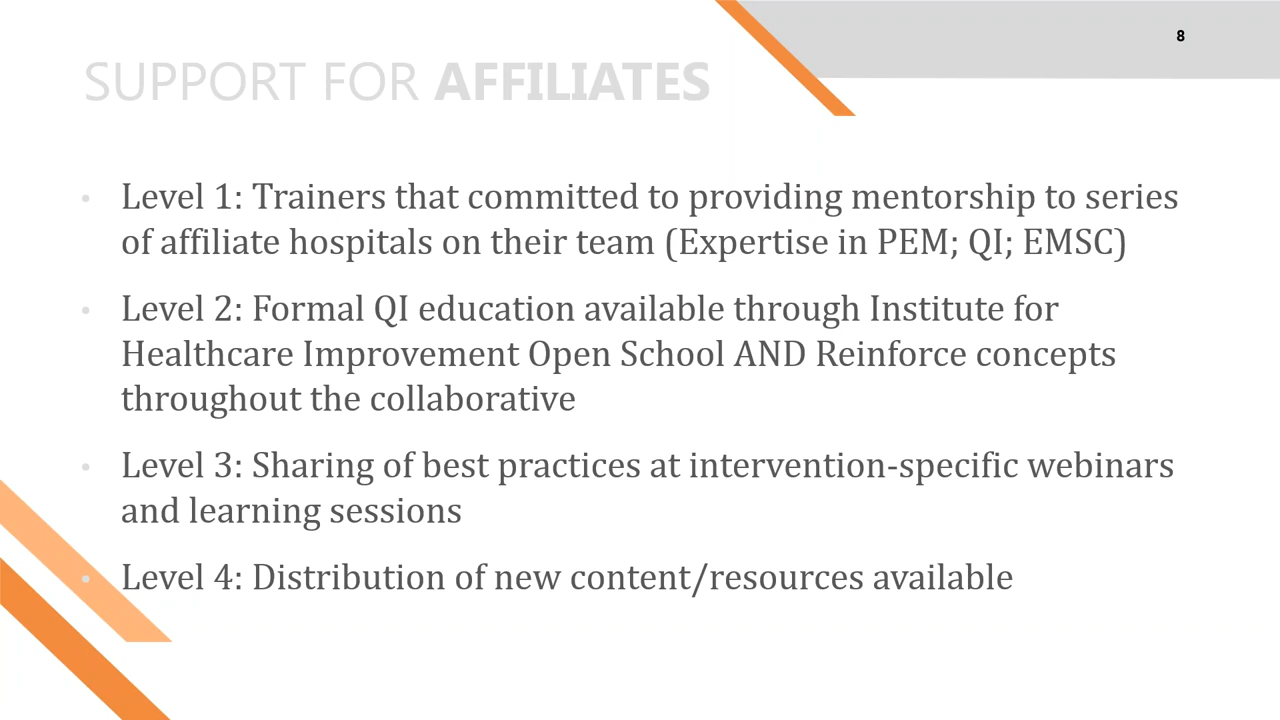 8
SUPPORT FOR AFFILIATES
• Level 1: Trainers that committed to providing mentorship to series
of affiliate hospitals on their team (Expertise in PEM; QI; EMSC)
• Level 2: Formal QI education available through Institute for
Healthcare Improvement Open School AND Reinforce concepts
throughout the collaborative
• Level 3: Sharing of best practices at intervention-specific webinars
and learning sessions
• Level 4: Distribution of new content/resources available